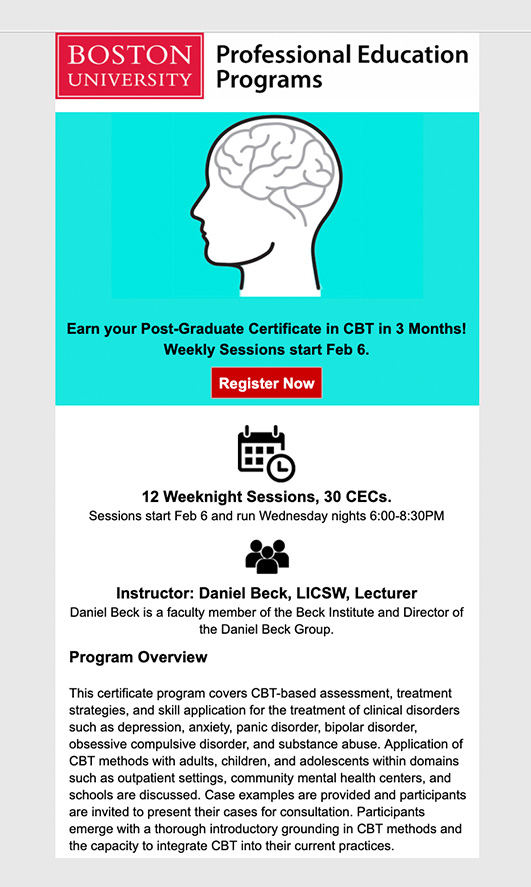 BOSTON
UNIVERSITY
Professional Education
Programs
Earn your Post-Graduate Certificate in CBT in 3 Months!
Weekly Sessions start Feb 6.
Register Now
12 Weeknight Sessions, 30 CECs.
Sessions start Feb 6 and run Wednesday nights 6:00-8:30PM
Instructor: Daniel Beck, LICSW, Lecturer
Daniel Beck is a faculty member of the Beck Institute and Director of
the Daniel Beck Group.
Program Overview
This certificate program covers CBT-based assessment, treatment
strategies, and skill application for the treatment of clinical disorders
such as depression, anxiety, panic disorder, bipolar disorder,
obsessive compulsive disorder, and substance abuse. Application of
CBT methods with adults, children, and adolescents within domains
such as outpatient settings, community mental health centers, and
schools are discussed. Case examples are provided and participants
are invited to present their cases for consultation. Participants
emerge with a thorough introductory grounding in CBT methods and
the capacity to integrate CBT into their current practices.